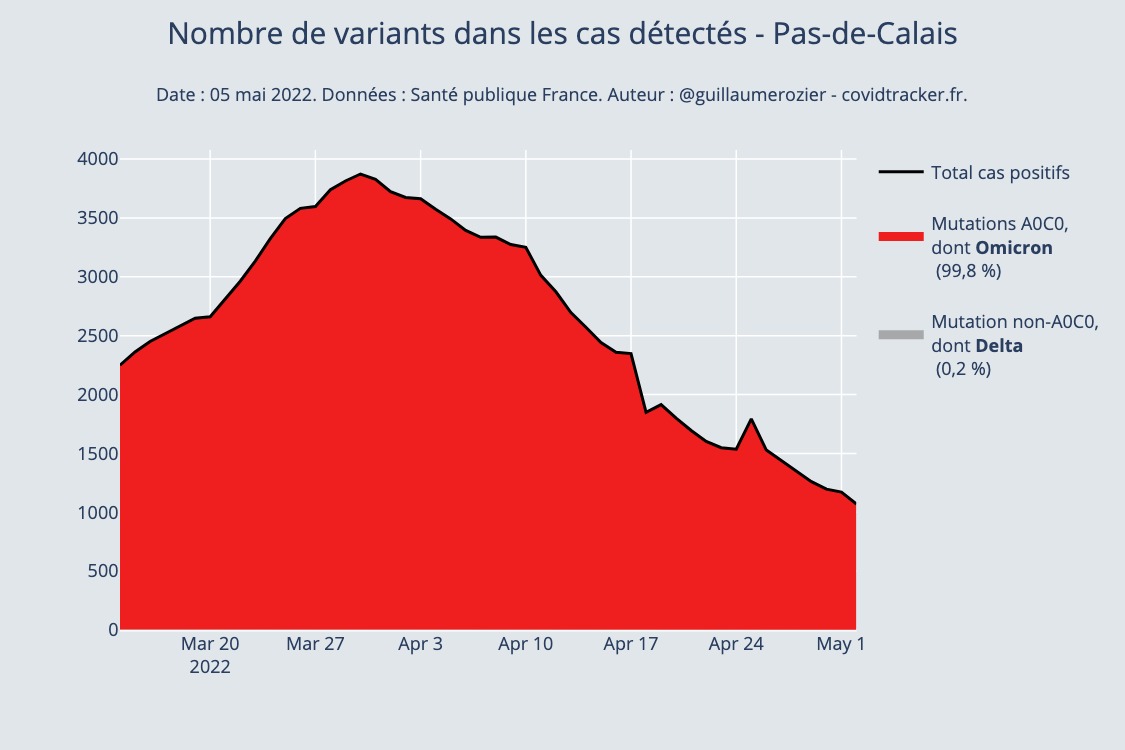 Nombre de variants dans les cas détectés - Pas-de-Calais
Date : 05 mai 2022. Données : Santé publique France. Auteur : @guillaumerozier - covidtracker.fr.
4000
3500
3000
2500
2000
1500
1000
500
0
Mar 20
2022
Mar 27
Apr 3
Apr 10
Apr 17
Apr 24
May 1
Total cas positifs
Mutations A0C0,
dont Omicron
(99,8 %)
Mutation non-A0C0,
dont Delta
(0,2 %)